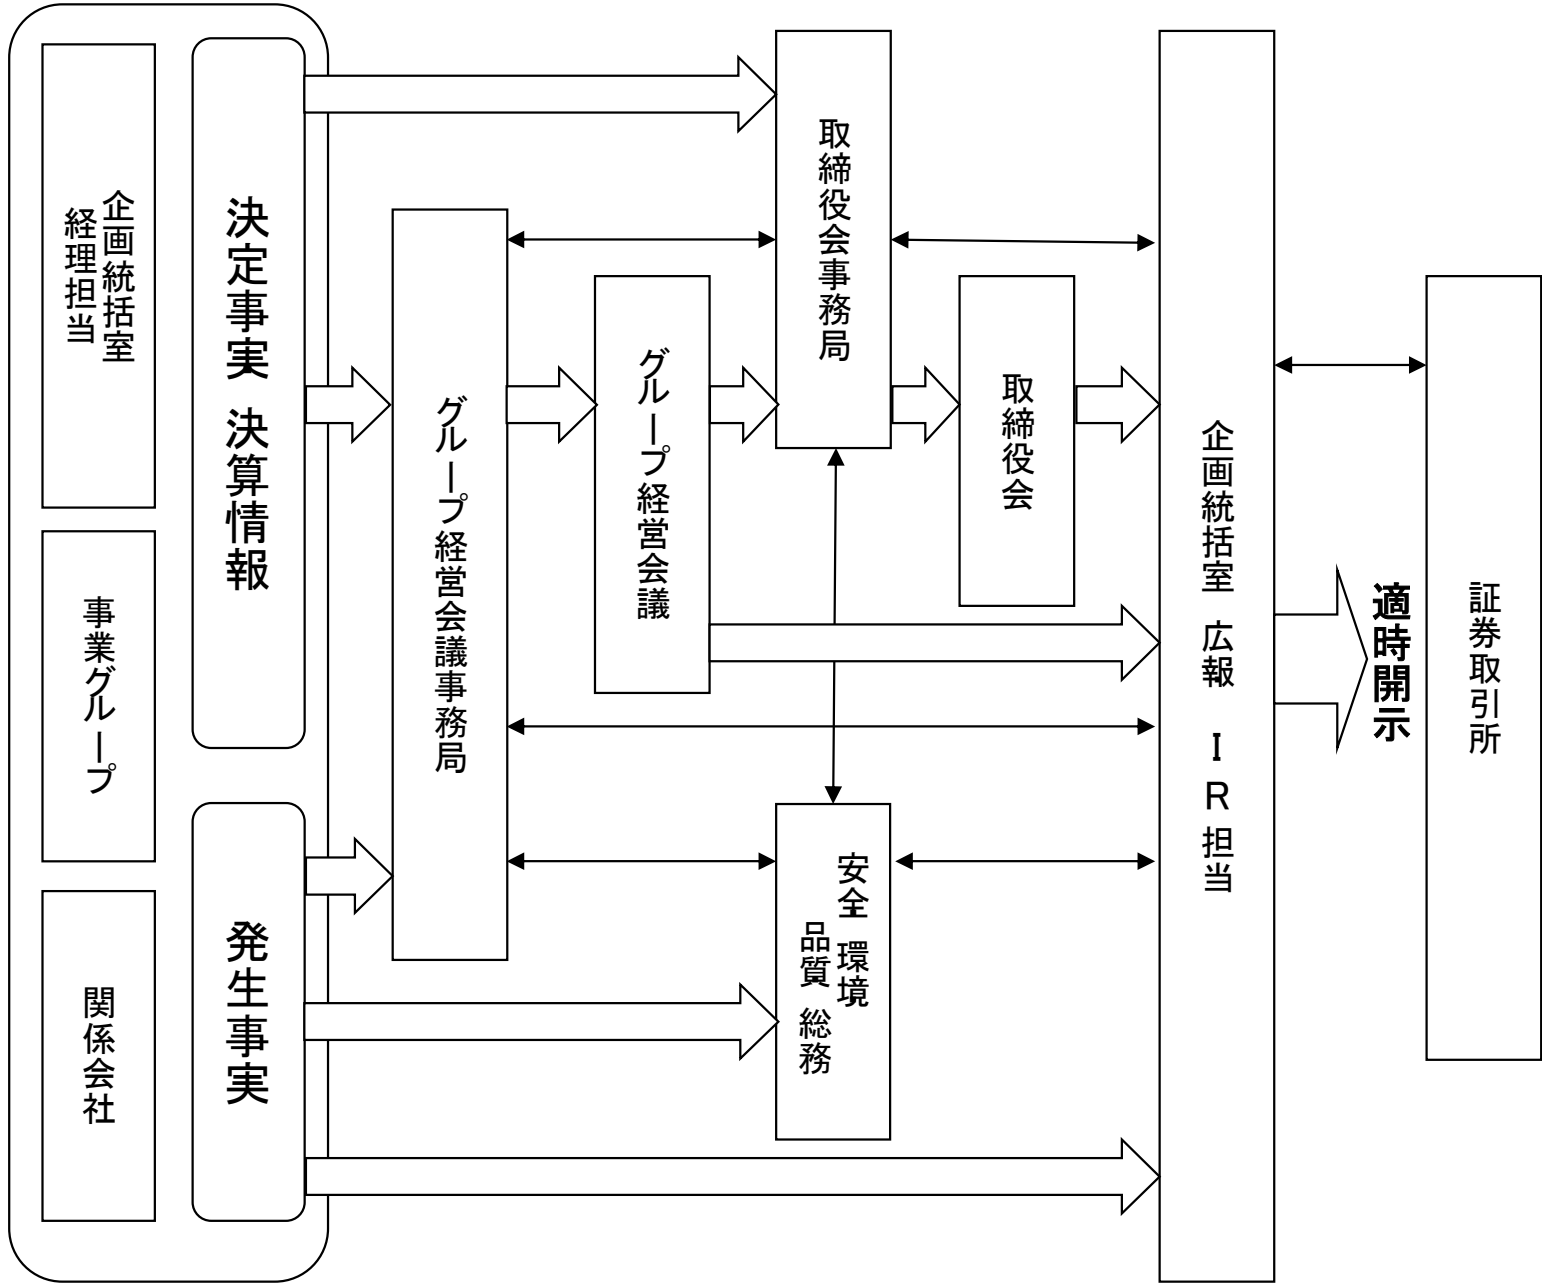 企画統括室
経理担当
事業グループ
関係会社
決定事実 決算情報
発生事実
グループ経営会議事務局
グループ経営会議
取締役会事務局
安全 環境
品質 総務
取締役会
企画統括室 広報 IR担当
適時開示
証券取引所